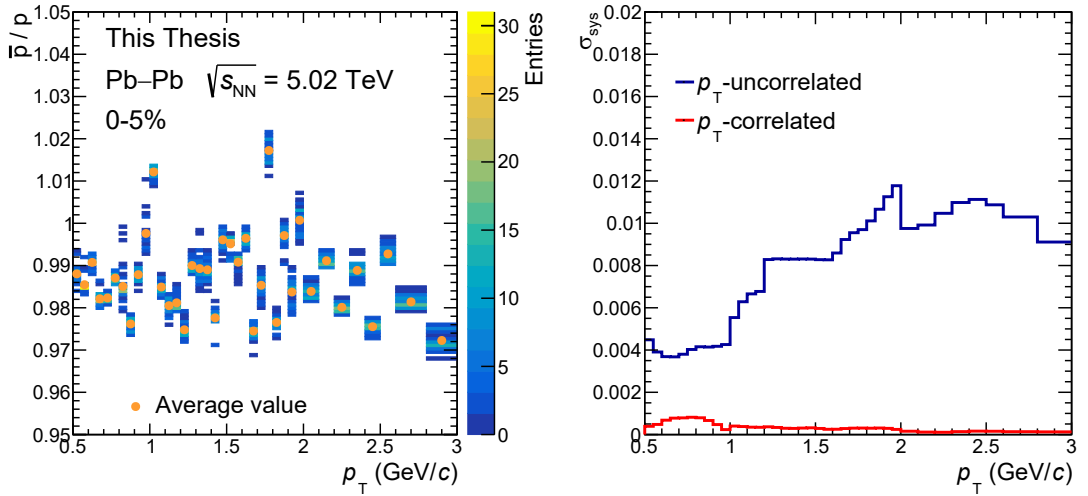 p̅ / p
1.05
1.04
1.03
1.02
1.01
1
0.99
0.98
0.97
0.96
0.95
This Thesis
Pb–Pb √sNN = 5.02 TeV
0-5%
Average value
0.5 1 1.5 2 2.5 3
pT (GeV/c)
Entries
30
25
20
15
10
5
0
σsys
0.02
0.018
0.016
0.014
0.012
0.01
0.008
0.006
0.004
0.002
0
pT-uncorrelated
pT-correlated
0.5 1 1.5 2 2.5 3
pT (GeV/c)